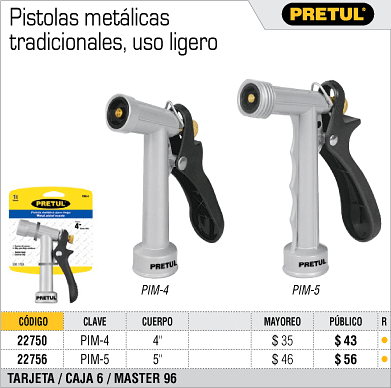 Pistolas metálicas
tradicionales, uso ligero
PRETUL®
PRETUL
4"
PRETUL
PRETUL
PIM-4
PIM-5
CÓDIGO CLAVE CUERPO MAYOREO PÚBLICO R
22750 PIM-4 4" $ 35 $ 43
22756 PIM-5 5" $ 46 $ 56
TARJETA / CAJA 6 / MASTER 96